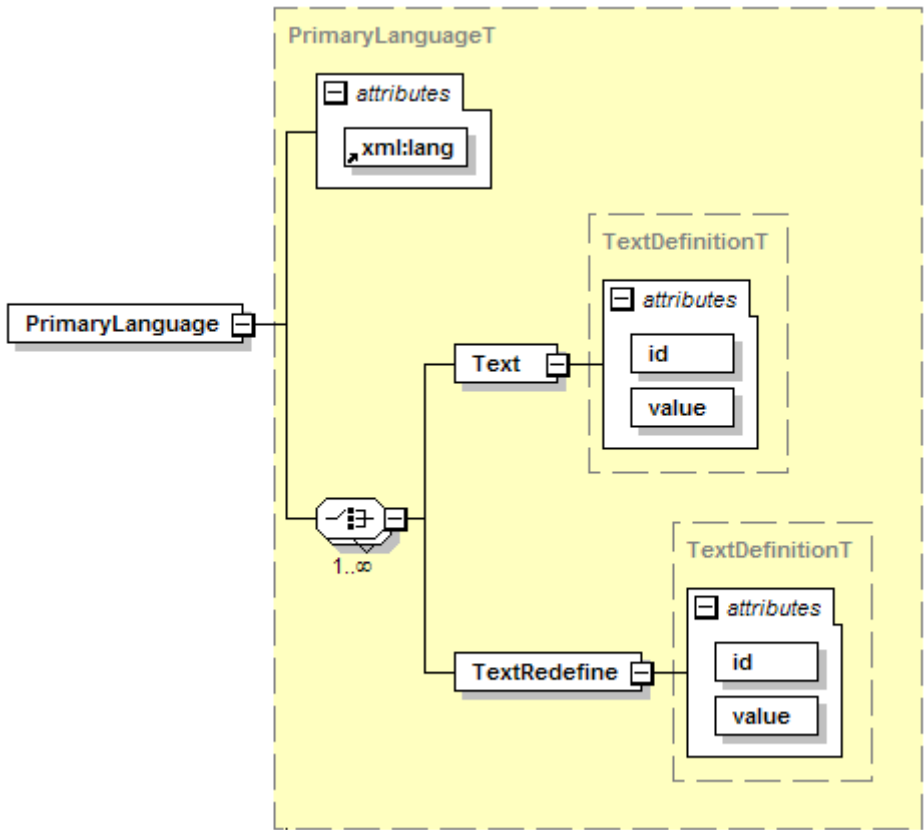 PrimaryLanguageT
attributes
xml:lang
TextDefinitionT
attributes
PrimaryLanguage
id
Text
value
1..∞
TextDefinitionT
attributes
id
TextRedefine
value